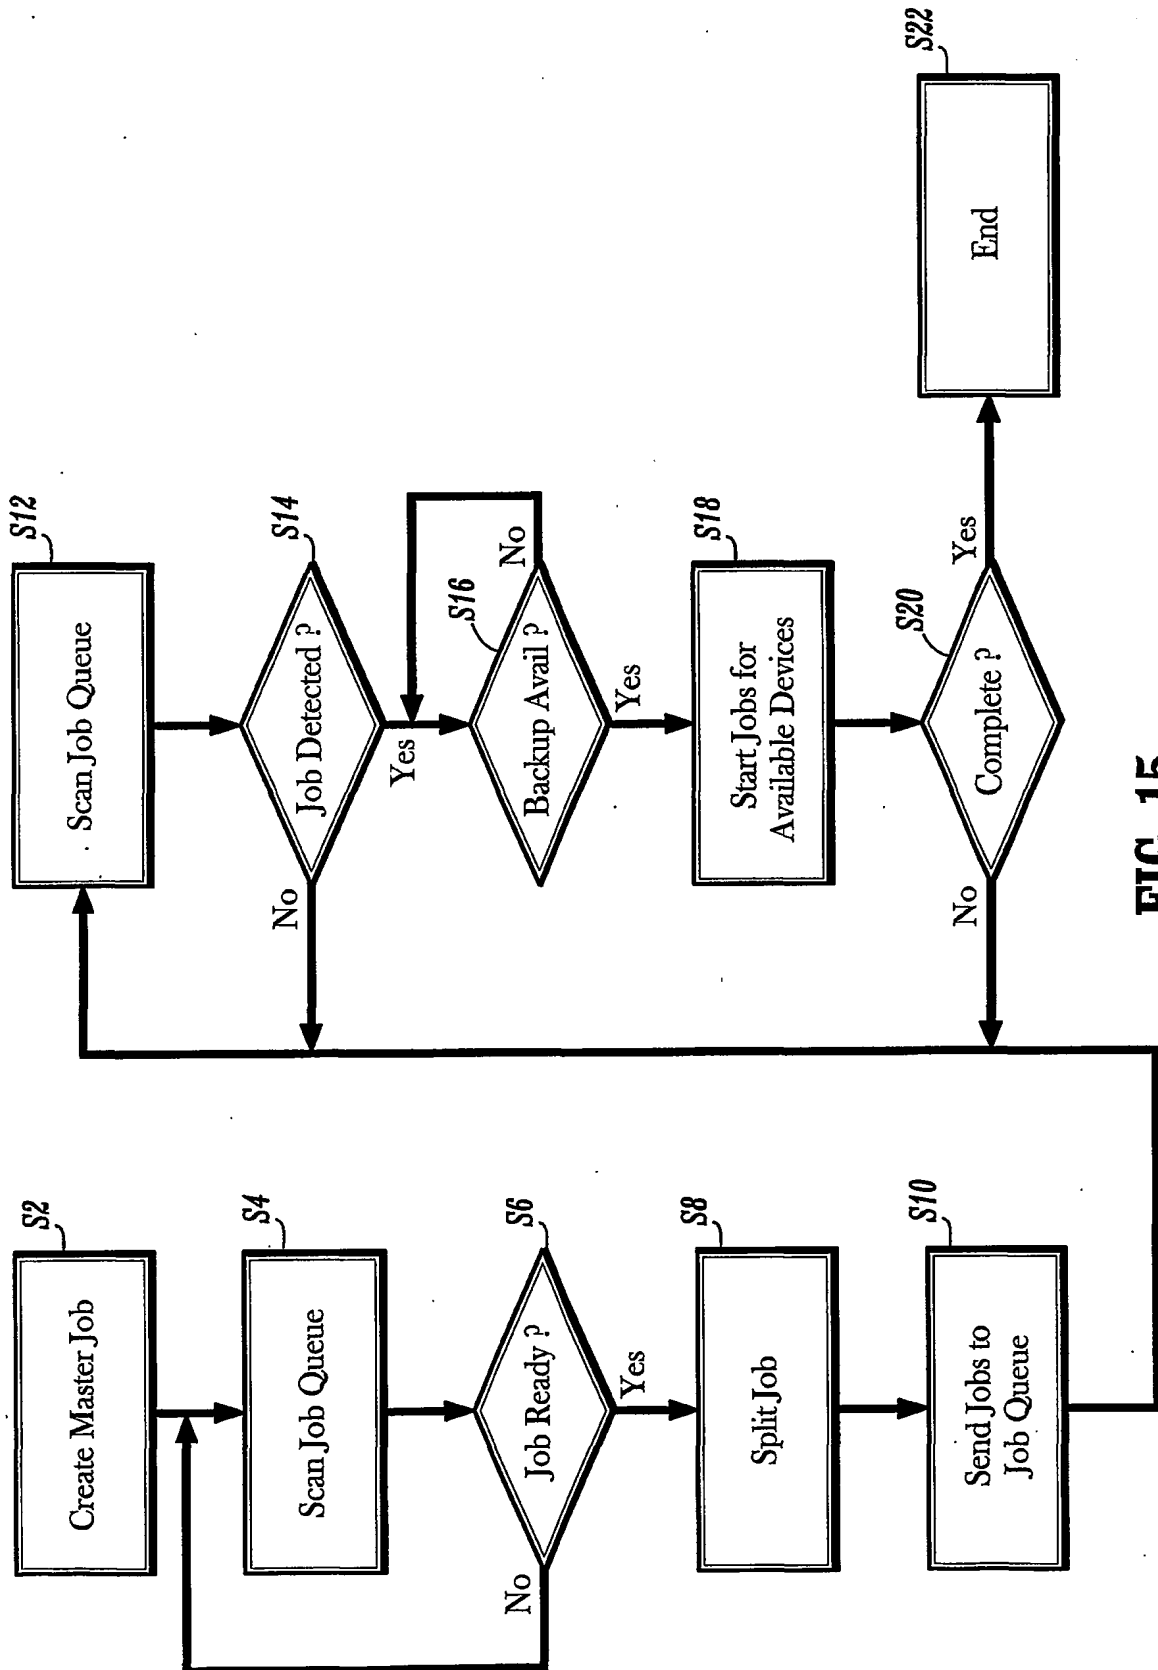 S2
Create Master Job
S4
Scan Job Queue
S6
Job Ready ?
No
Yes
S8
Split Job
S10
Send Jobs to
Job Queue
S12
Scan Job Queue
S14
Job Detected ?
No
Yes
S16
Backup Avail ?
No
Yes
S18
Start Jobs for
Available Devices
S20
Complete ?
No
Yes
S22
End
FIG. 15